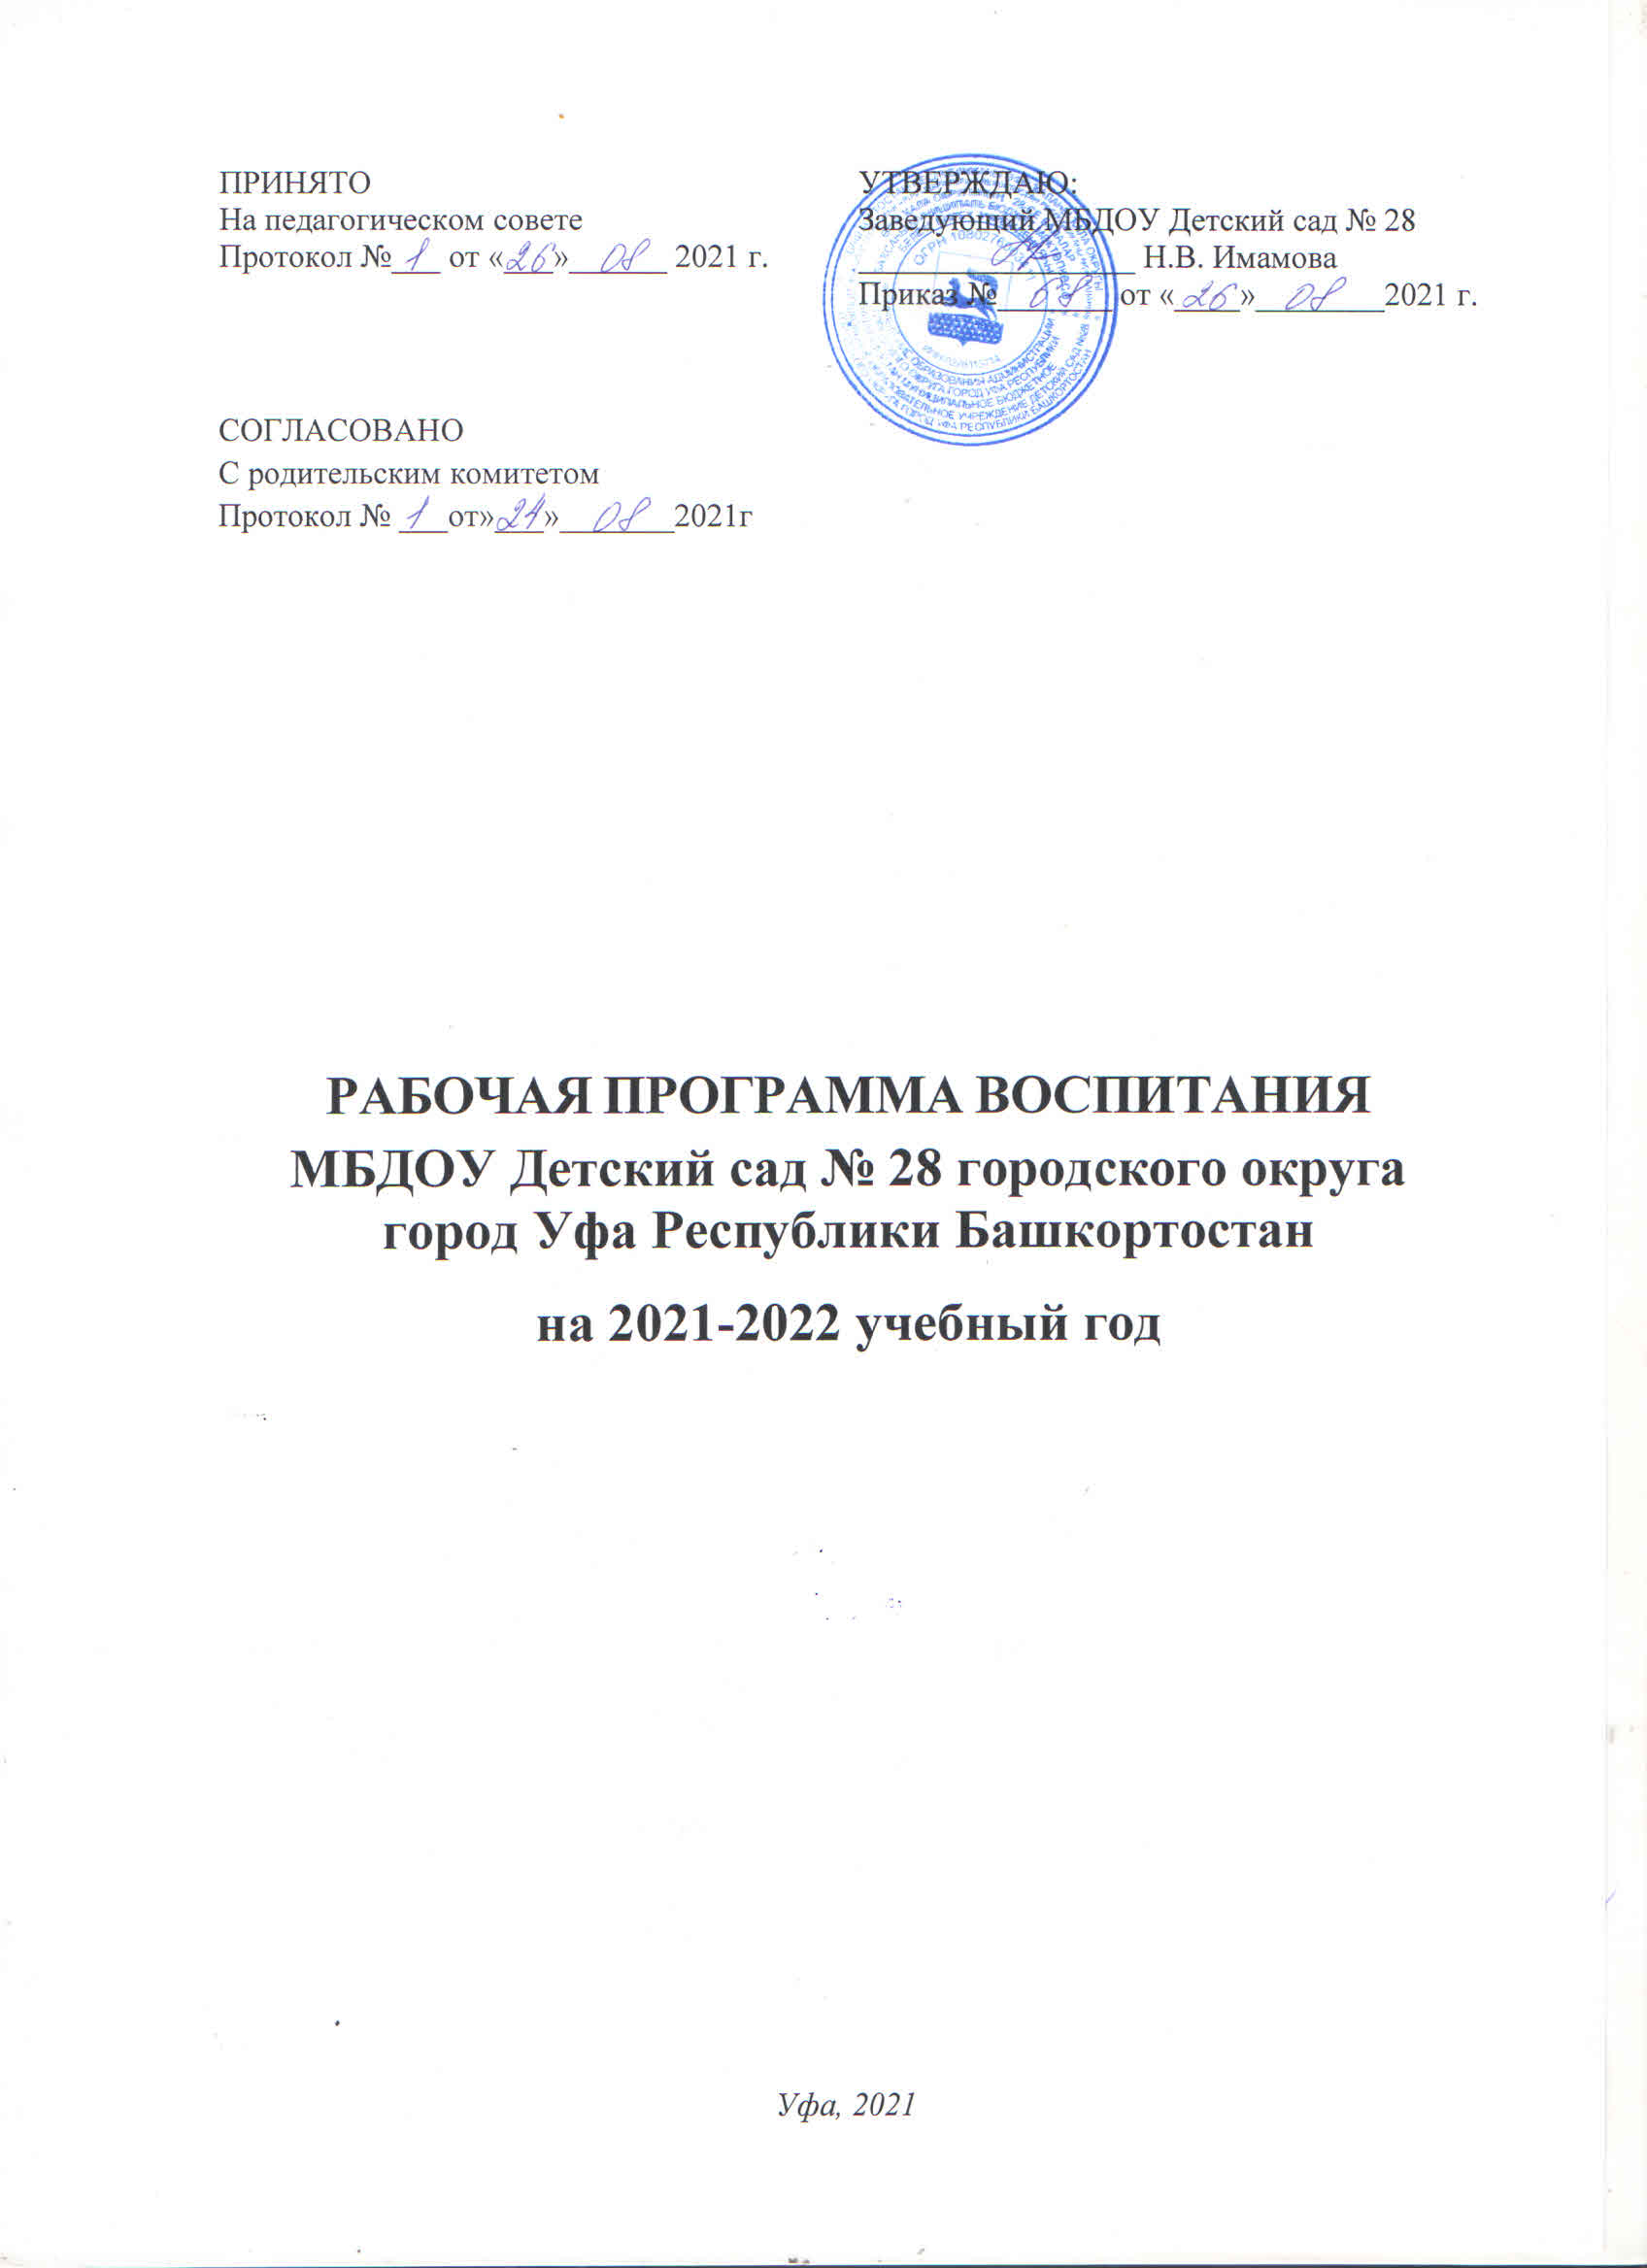 ПРИНЯТО
На педагогическом совете
Протокол № 1 от «26» 08 2021 г.
УТВЕРЖДАЮ:
Заведующий МБДОУ Детский сад № 28
Н.В. Имамова
Приказ № 68 от «26» 08 2021 г.
СОГЛАСОВАНО
С родительским комитетом
Протокол № 1 от»24» 08 2021г
РАБОЧАЯ ПРОГРАММА ВОСПИТАНИЯ
МБДОУ Детский сад № 28 городского округа
город Уфа Республики Башкортостан
на 2021-2022 учебный год
Уфа, 2021